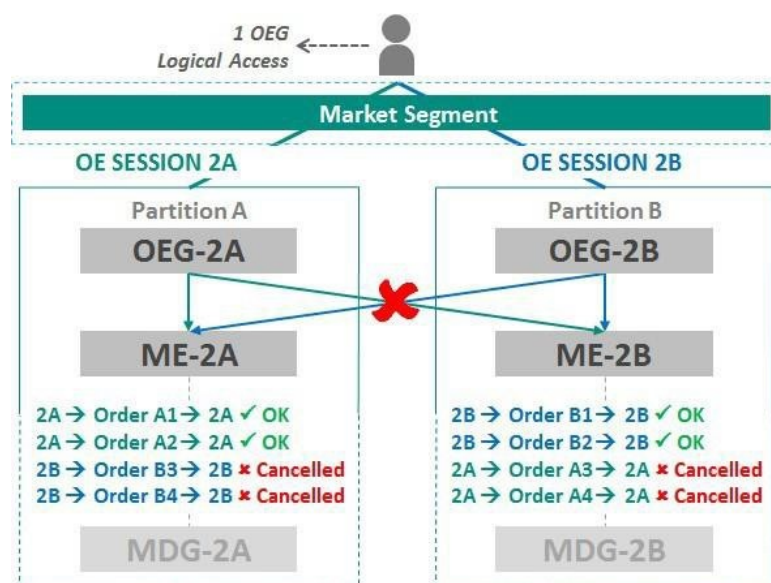 1 OEG
Logical Access
Market Segment
OE SESSION 2A
OE SESSION 2B
Partition A
OEG-2A
ME-2A
2A → Order A1 → 2A ✓ OK
2A → Order A2 → 2A ✓ OK
2B → Order B3 → 2B ✘ Cancelled
2B → Order B4 → 2B ✘ Cancelled
MDG-2A
Partition B
OEG-2B
ME-2B
2B → Order B1 → 2B ✓ OK
2B → Order B2 → 2B ✓ OK
2A → Order A3 → 2A ✘ Cancelled
2A → Order A4 → 2A ✘ Cancelled
MDG-2B